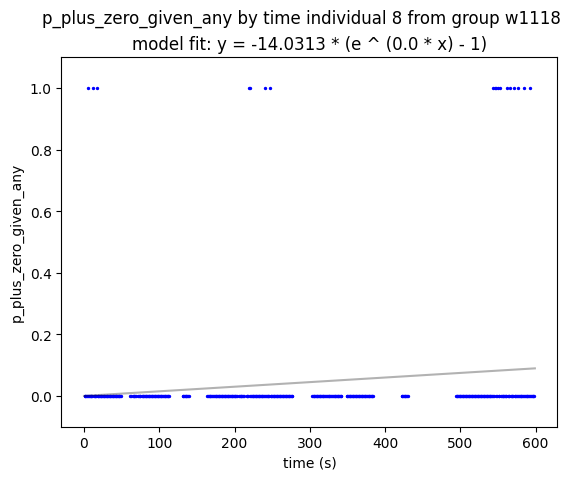 p_plus_zero_given_any by time individual 8 from group w1118
model fit: y = -14.0313 * (e ^ (0.0 * x) - 1)
p_plus_zero_given_any
1.0
0.8
0.6
0.4
0.2
0.0
0 100 200 300 400 500 600
time (s)